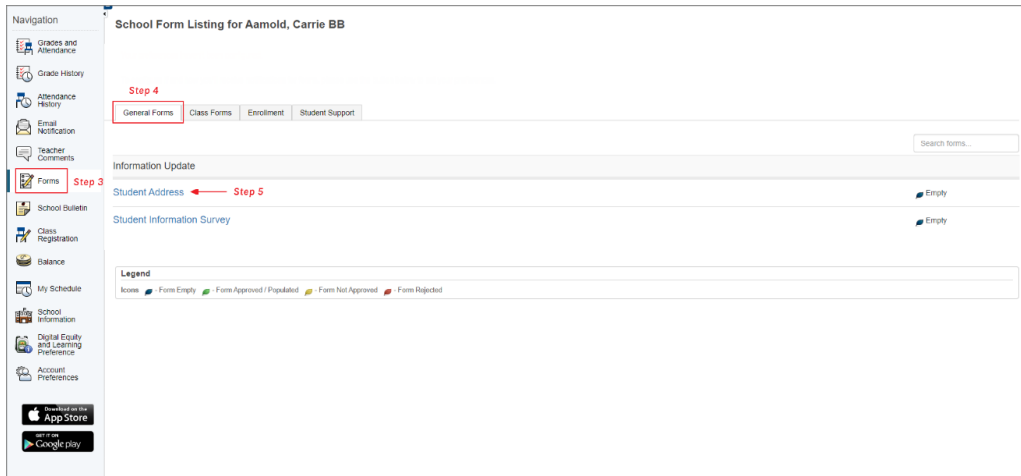 Navigation
Grades and
Attendance
Grade History
Attendance
History
Email
Notification
Teacher
Comments
Forms
Step 3
School Bulletin
Class
Registration
Balance
My Schedule
School
Information
Digital Equity
and Learning
Preference
Account
Preferences
Download on the
App Store
GET IT ON
Google play
School Form Listing for Aamold, Carrie BB
Step 4
General Forms Class Forms Enrollment Student Support
Search forms...
Information Update
Student Address Step 5 Empty
Student Information Survey Empty
Legend
Icons - Form Empty - Form Approved / Populated - Form Not Approved - Form Rejected